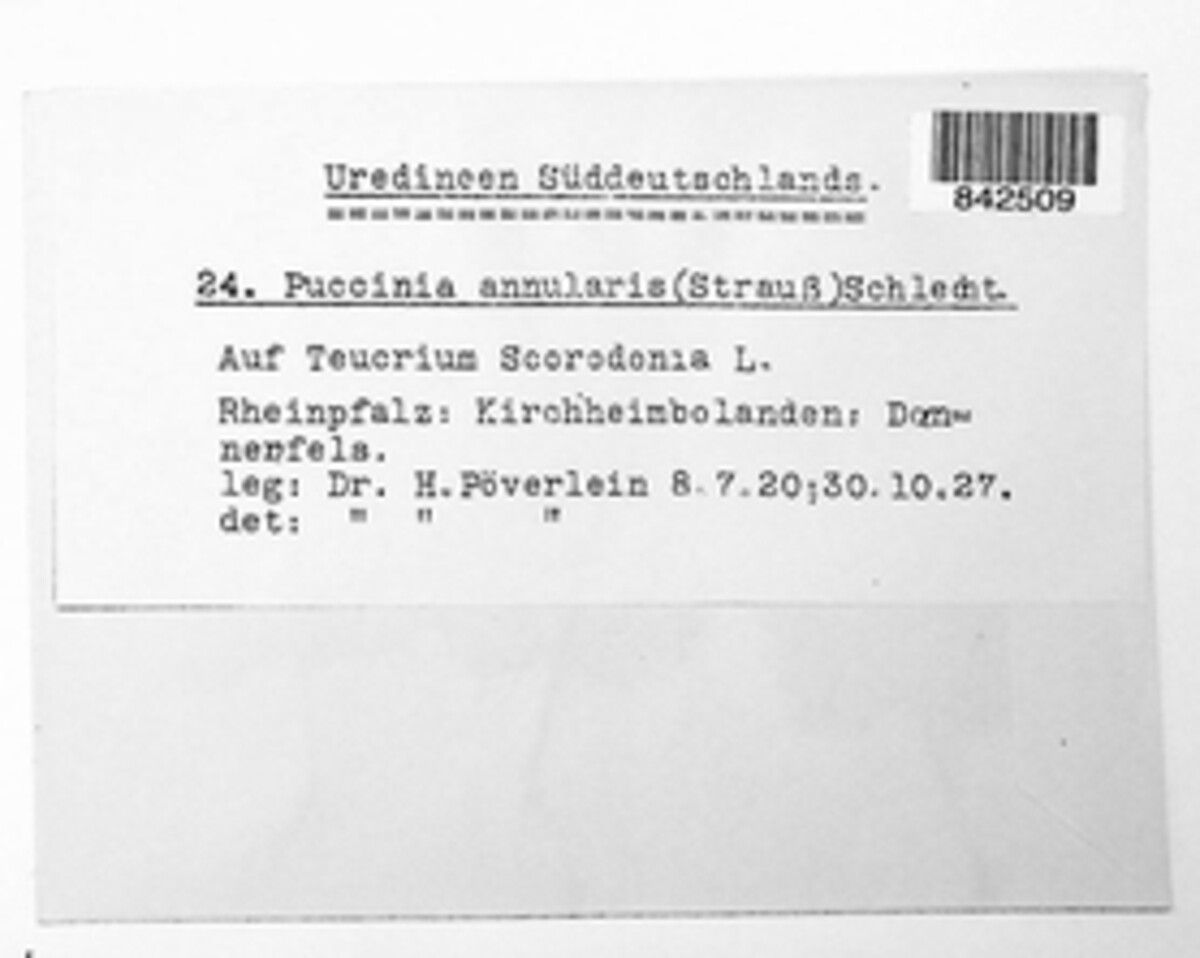 842509
Uredineen Süddeutschlands.
24. Puccinia annularis(Strauß)Schlecht.
Auf Teucrium Scorodonia L.
Rheinpfalz: Kirchheimbolanden: Don=
nenfels.
leg: Dr. H.Pöverlein 8.7.20;30.10.27.
det: " " "